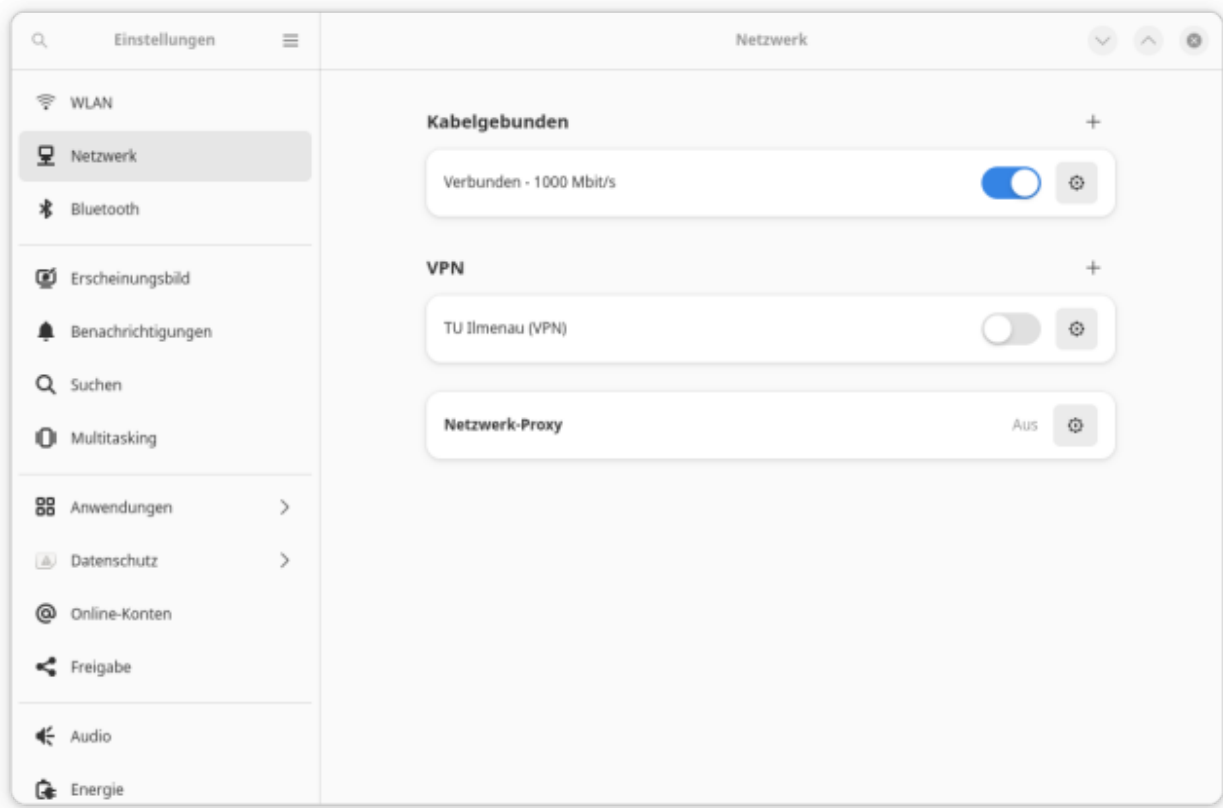 Einstellungen
Netzwerk
WLAN
Netzwerk
Bluetooth
Erscheinungsbild
Benachrichtigungen
Suchen
Multitasking
Anwendungen
Datenschutz
Online-Konten
Freigabe
Audio
Energie
Kabelgebunden
Verbunden - 1000 Mbit/s
VPN
TU Ilmenau (VPN)
Netzwerk-Proxy Aus